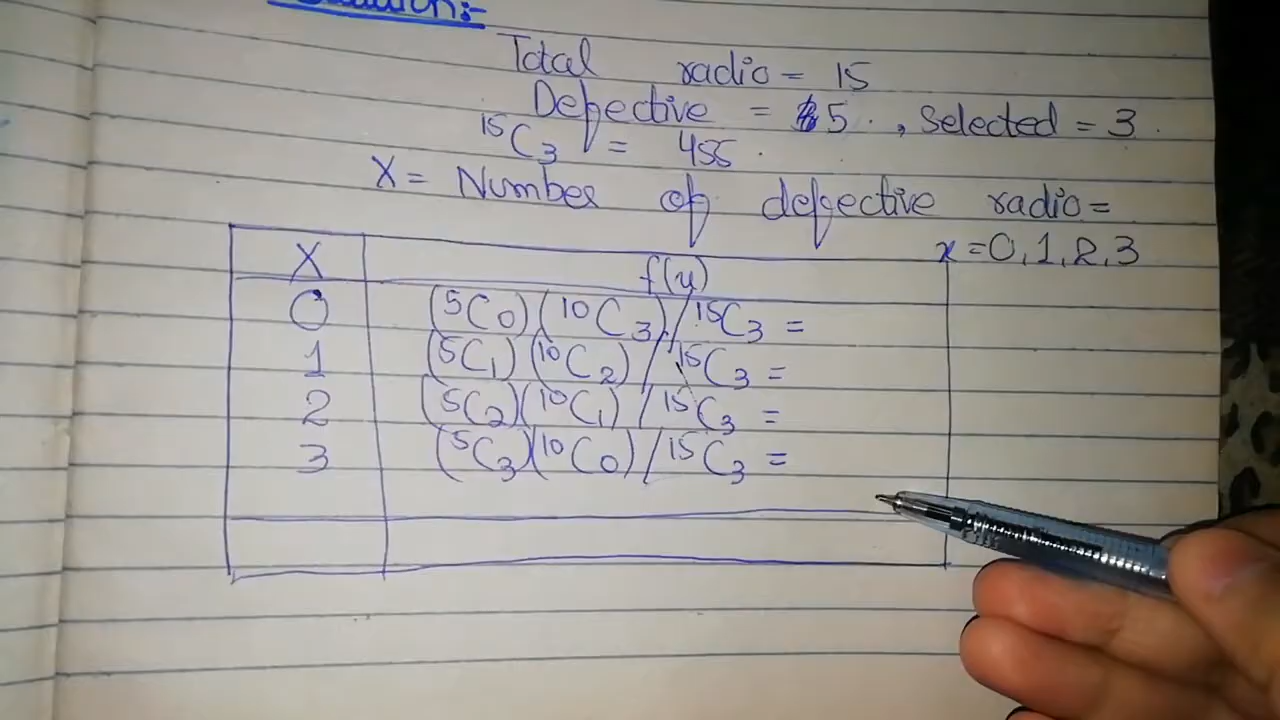 Total radio = 15
Defective = 5 . , Selected = 3 .
¹⁵C₃ = 455 .
X = Number of defective radio =
x = 0, 1, 2, 3
X f(x)
0 (⁵C₀)(¹⁰C₃)/¹⁵C₃ =
1 (⁵C₁)(¹⁰C₂)/¹⁵C₃ =
2 (⁵C₂)(¹⁰C₁)/¹⁵C₃ =
3 (⁵C₃)(¹⁰C₀)/¹⁵C₃ =